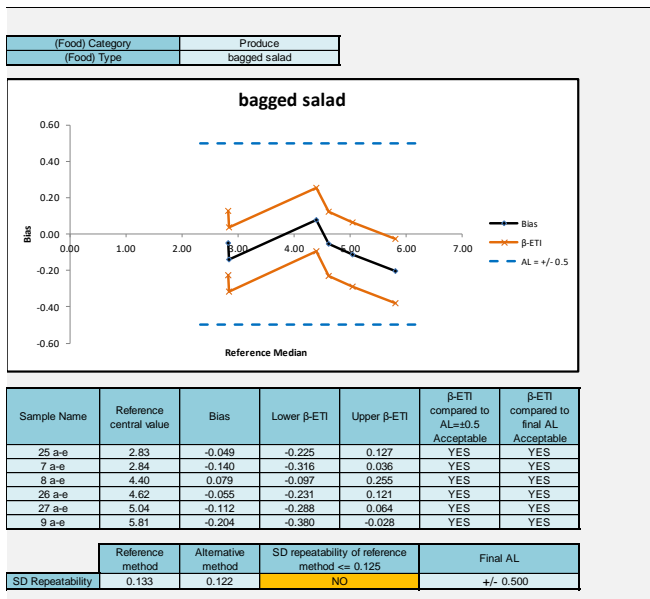 (Food) Category Produce
(Food) Type bagged salad
bagged salad
0.60
0.40
0.20
0.00
-0.20
-0.40
-0.60
Bias
0.00 1.00 2.00 3.00 4.00 5.00 6.00 7.00
Reference Median
Bias
β-ETI
AL = +/- 0.5
Sample Name Reference central value Bias Lower β-ETI Upper β-ETI β-ETI compared to AL=±0.5 Acceptable β-ETI compared to final AL Acceptable
25 a-e 2.83 -0.049 -0.225 0.127 YES YES
7 a-e 2.84 -0.140 -0.316 0.036 YES YES
8 a-e 4.40 0.079 -0.097 0.255 YES YES
26 a-e 4.62 -0.055 -0.231 0.121 YES YES
27 a-e 5.04 -0.112 -0.288 0.064 YES YES
9 a-e 5.81 -0.204 -0.380 -0.028 YES YES
Reference method Alternative method SD repeatability of reference method <= 0.125 Final AL
SD Repeatability 0.133 0.122 NO +/- 0.500